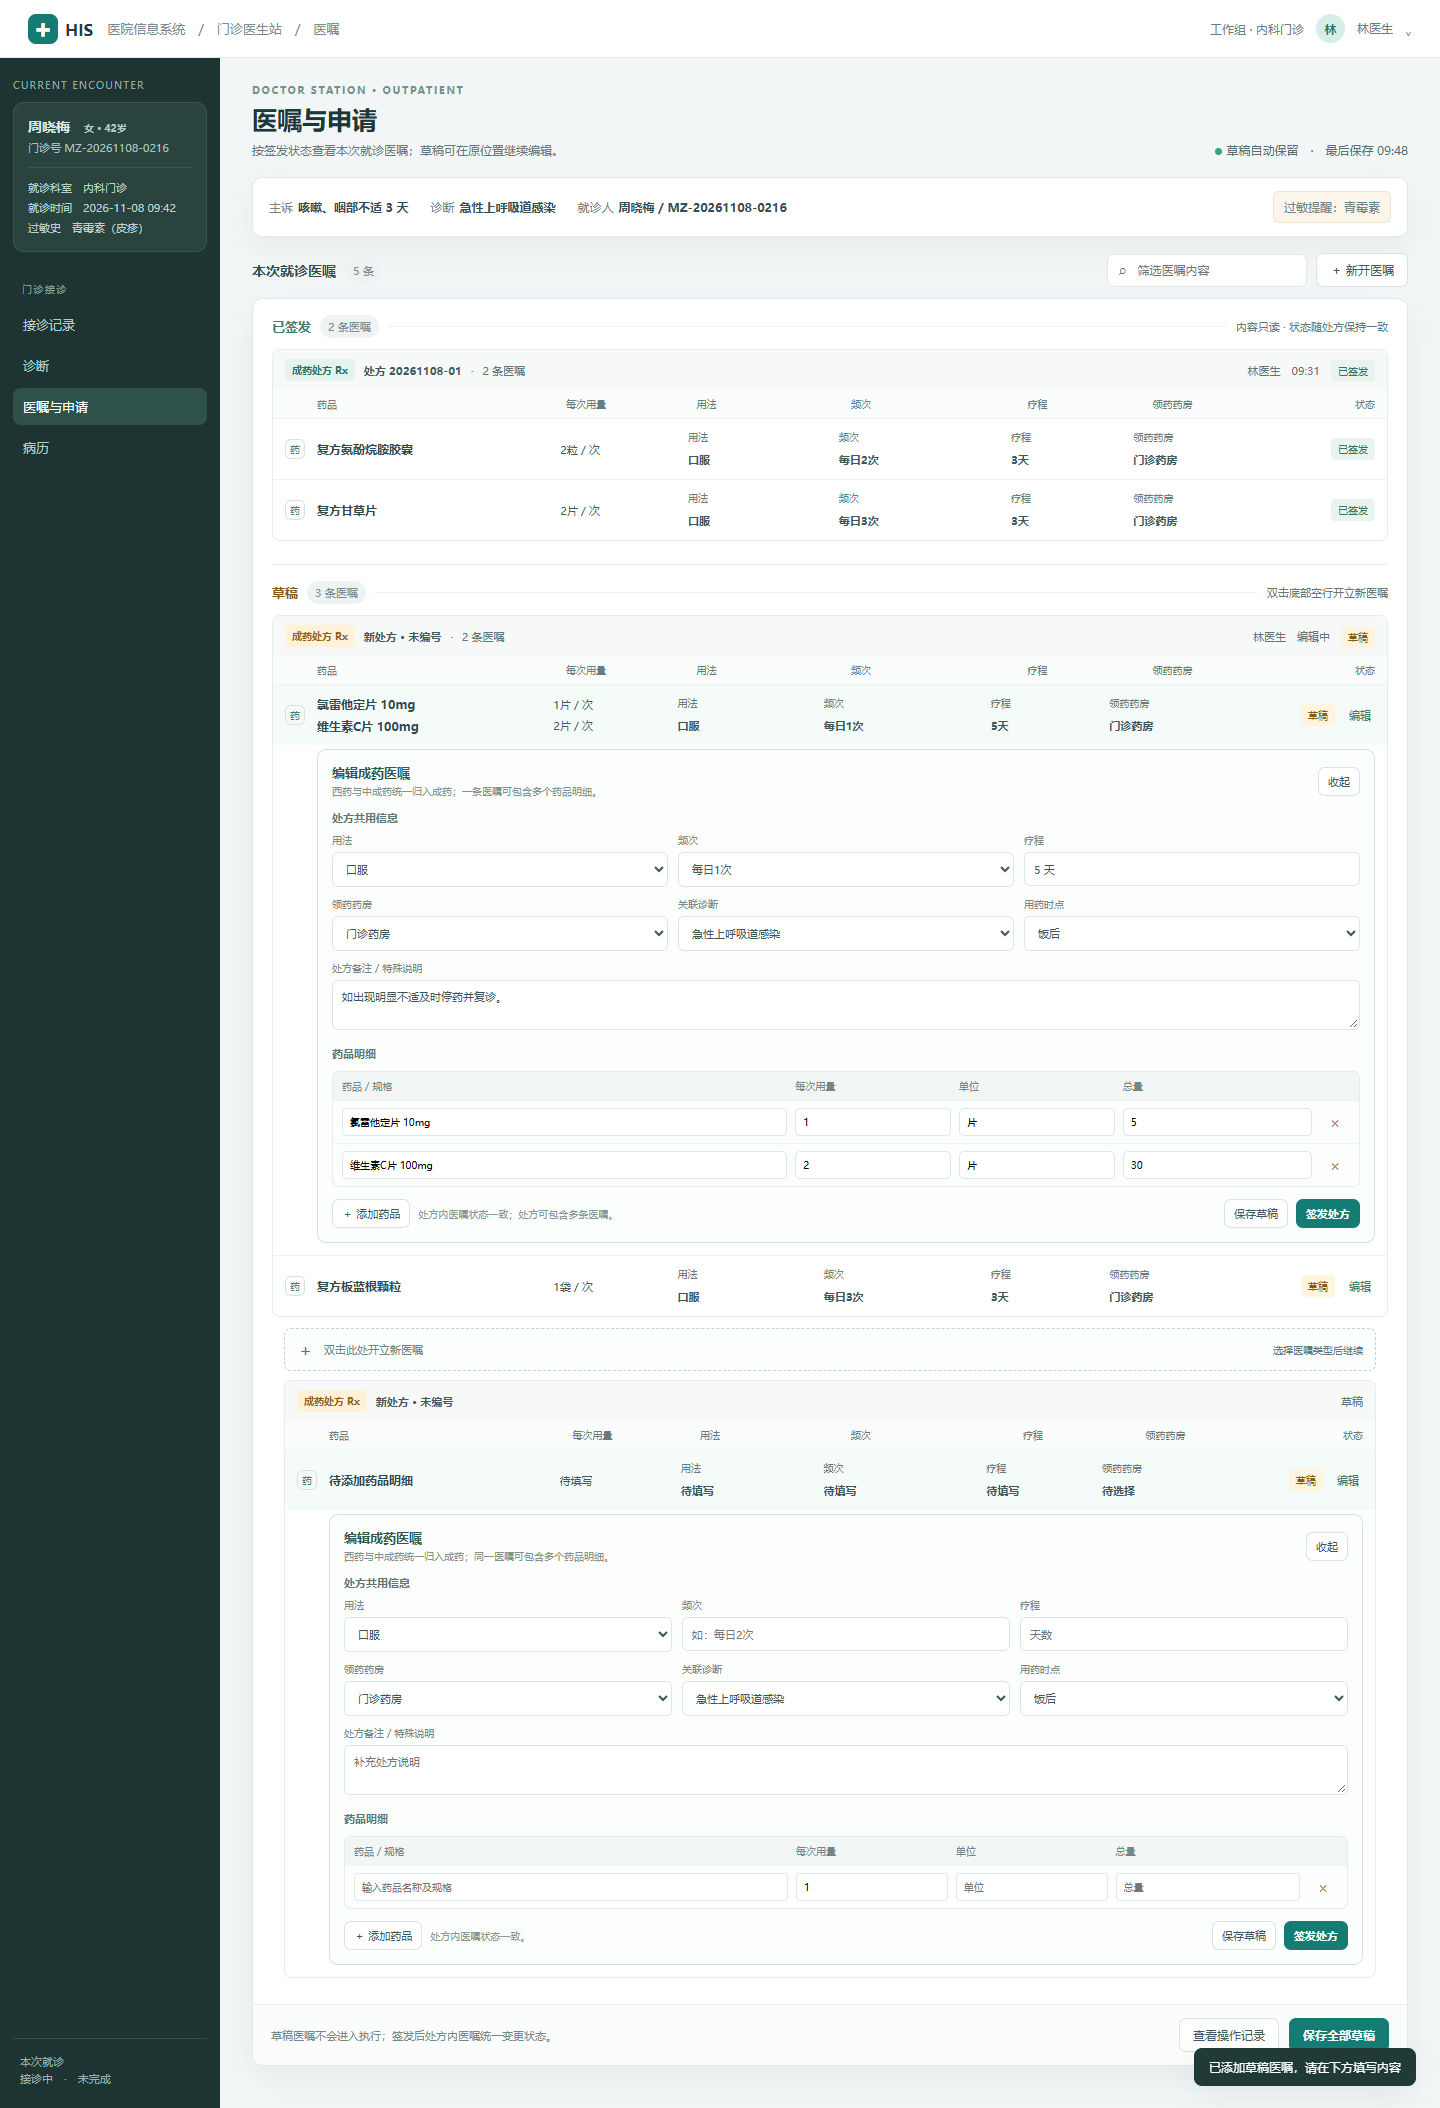 HIS 医院信息系统 / 门诊医生站 / 医嘱
工作组 · 内科门诊 林 林医生
CURRENT ENCOUNTER
周晓梅 女 • 42岁
门诊号 MZ-20261108-0216
就诊科室 内科门诊
就诊时间 2026-11-08 09:42
过敏史 青霉素（皮疹）
门诊接诊
接诊记录
诊断
医嘱与申请
病历
本次就诊
接诊中 · 未完成
DOCTOR STATION • OUTPATIENT
医嘱与申请
按签发状态查看本次就诊医嘱；草稿可在原位置继续编辑。
草稿自动保留 · 最后保存 09:48
主诉 咳嗽、咽部不适 3 天 诊断 急性上呼吸道感染 就诊人 周晓梅 / MZ-20261108-0216 过敏提醒：青霉素
本次就诊医嘱 5 条 筛选医嘱内容 + 新开医嘱
已签发 2 条医嘱 内容只读 · 状态随处方保持一致
成药处方 Rx 处方 20261108-01 · 2 条医嘱 林医生 09:31 已签发
药品 每次用量 用法 频次 疗程 领药药房 状态
用法 频次 疗程 领药药房
药 复方氨酚烷胺胶囊 2粒 / 次 口服 每日2次 3天 门诊药房 已签发
用法 频次 疗程 领药药房
药 复方甘草片 2片 / 次 口服 每日3次 3天 门诊药房 已签发
草稿 3 条医嘱 双击底部空行开立新医嘱
成药处方 Rx 新处方 • 未编号 · 2 条医嘱 林医生 编辑中 草稿
药品 每次用量 用法 频次 疗程 领药药房 状态
药 氯雷他定片 10mg 1片 / 次 用法 频次 疗程 领药药房 草稿 编辑
维生素C片 100mg 2片 / 次 口服 每日1次 5天 门诊药房
编辑成药医嘱
西药与中成药统一归入成药；一条医嘱可包含多个药品明细。
收起
处方共用信息
用法 频次 疗程
口服 每日1次 5 天
领药药房 关联诊断 用药时点
门诊药房 急性上呼吸道感染 饭后
处方备注 / 特殊说明
如出现明显不适及时停药并复诊。
药品明细
药品 / 规格 每次用量 单位 总量
氯雷他定片 10mg 1 片 5 ×
维生素C片 100mg 2 片 30 ×
+ 添加药品 处方内医嘱状态一致；处方可包含多条医嘱。 保存草稿 签发处方
用法 频次 疗程 领药药房
药 复方板蓝根颗粒 1袋 / 次 口服 每日3次 3天 门诊药房 草稿 编辑
+ 双击此处开立新医嘱 选择医嘱类型后继续
成药处方 Rx 新处方 • 未编号 草稿
药品 每次用量 用法 频次 疗程 领药药房 状态
用法 频次 疗程 领药药房
药 待添加药品明细 待填写 待填写 待填写 待填写 待选择 草稿 编辑
编辑成药医嘱
西药与中成药统一归入成药；同一医嘱可包含多个药品明细。
收起
处方共用信息
用法 频次 疗程
口服 如：每日2次 天数
领药药房 关联诊断 用药时点
门诊药房 急性上呼吸道感染 饭后
处方备注 / 特殊说明
补充处方说明
药品明细
药品 / 规格 每次用量 单位 总量
输入药品名称及规格 1 单位 总量 ×
+ 添加药品 处方内医嘱状态一致。 保存草稿 签发处方
草稿医嘱不会进入执行；签发后处方内医嘱统一变更状态。 查看操作记录 保存全部草稿
已添加草稿医嘱，请在下方填写内容